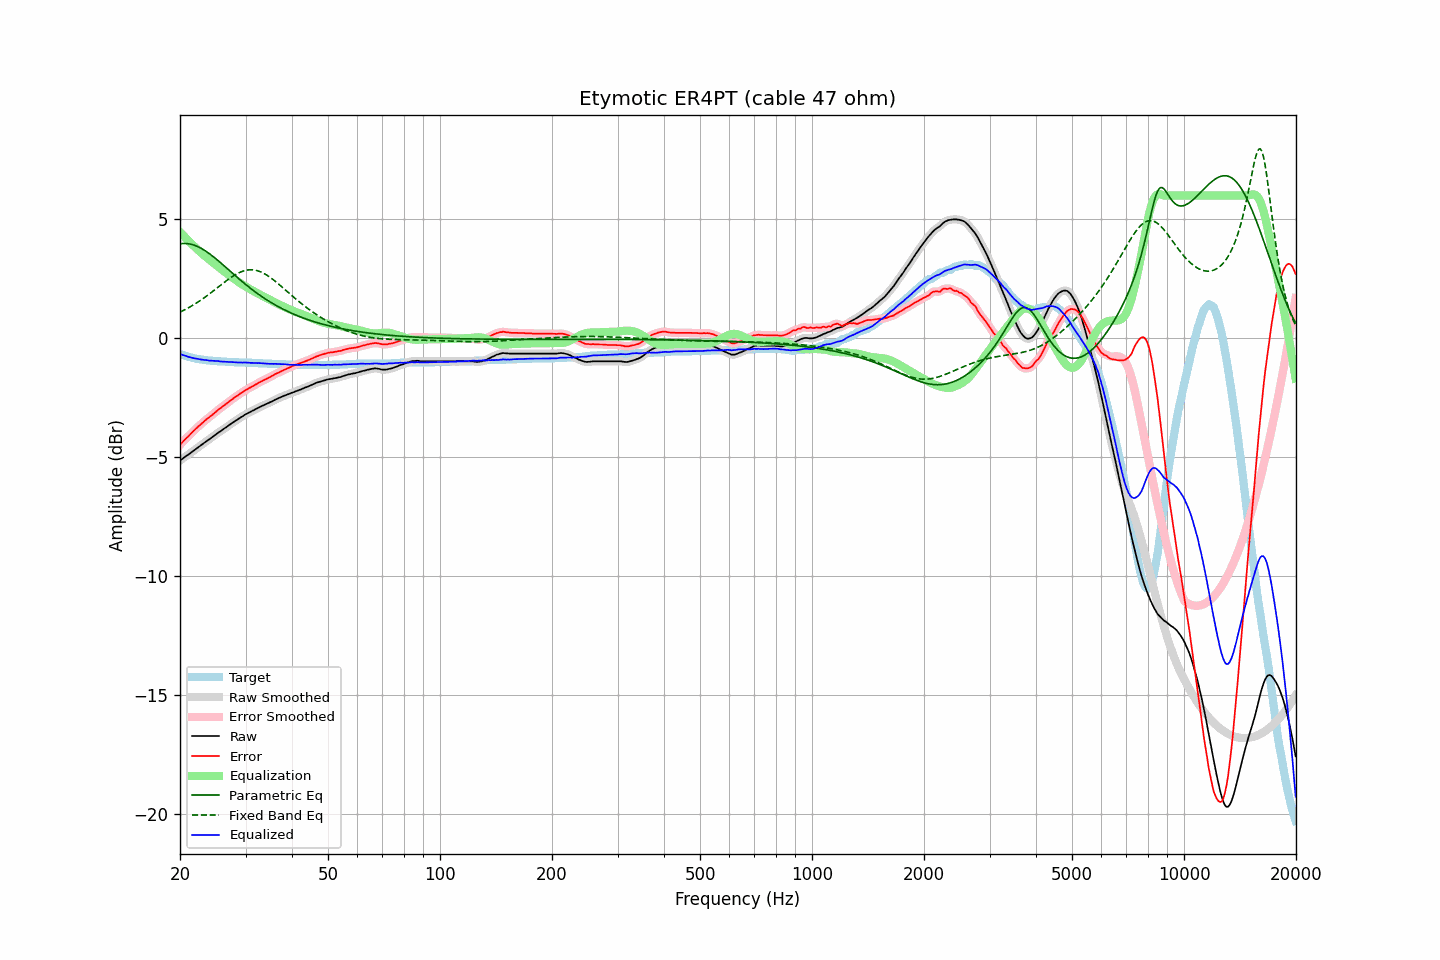 Etymotic ER4PT (cable 47 ohm)
Amplitude (dBr)
5
0
−5
−10
−15
−20
Target
Raw Smoothed
Error Smoothed
Raw
Error
Equalization
Parametric Eq
Fixed Band Eq
Equalized
20 50 100 200 500 1000 2000 5000 10000 20000
Frequency (Hz)